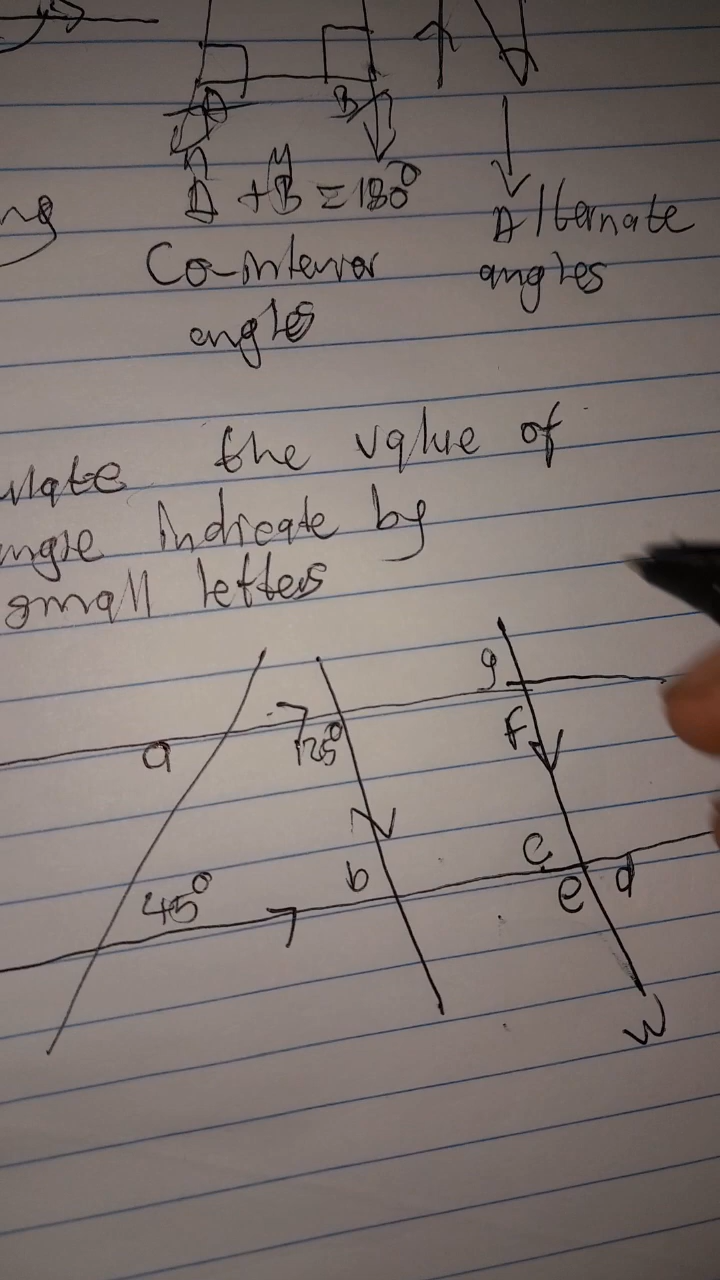 A B
Â + B̂ = 180°
Co-interior
angles
Alternate
angles
the value of
indicate by
small letters
g
a 125° f
45° b c
e d
W